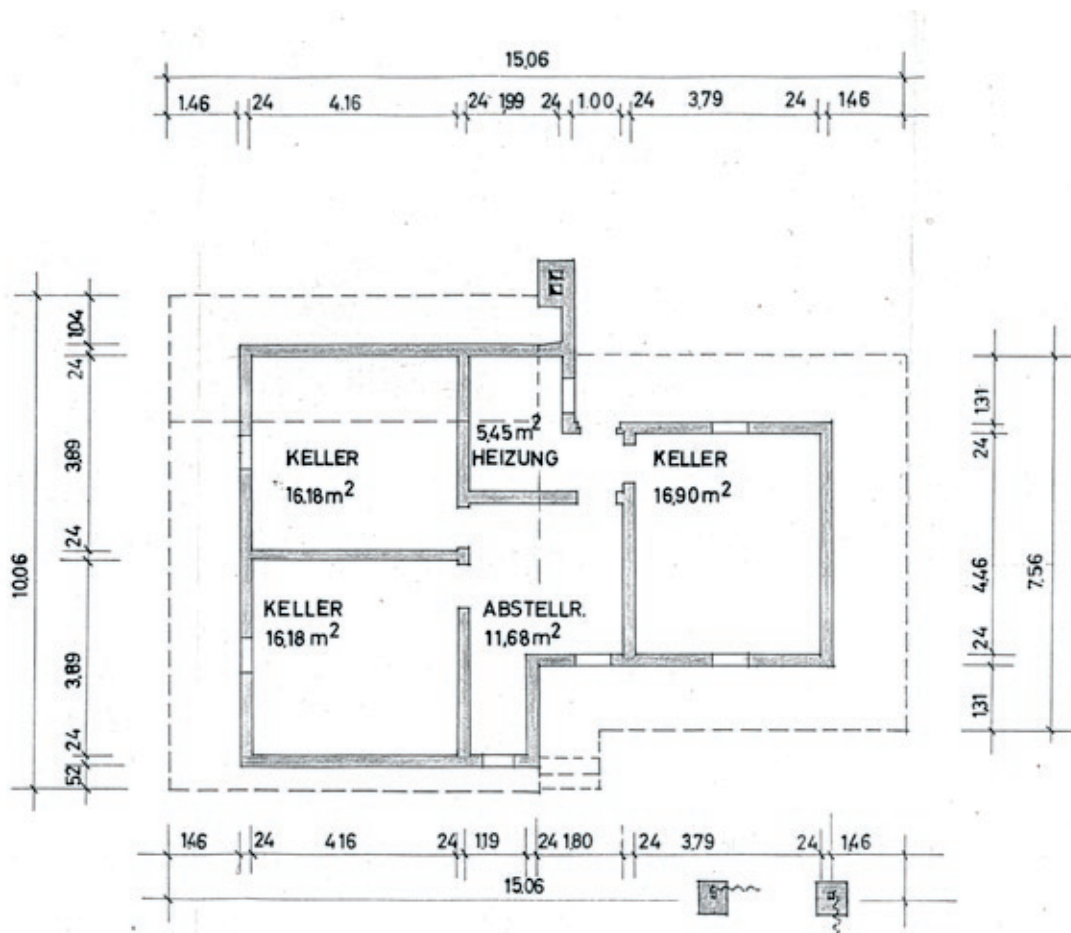 15,06
1.46 24 4.16 24 1,99 24 1.00 24 3,79 24 1,46
10,06
1,04
24
3,89
24
3,89
24
52
5,45 m²
HEIZUNG
KELLER
16.18 m²
KELLER
16,90 m²
KELLER
16,18 m²
ABSTELLR.
11,68 m²
1,31
24
4,46
24
1,31
7,56
1,46 24 4,16 24 1,19 24 1.80 24 3,79 24 1,46
15,06